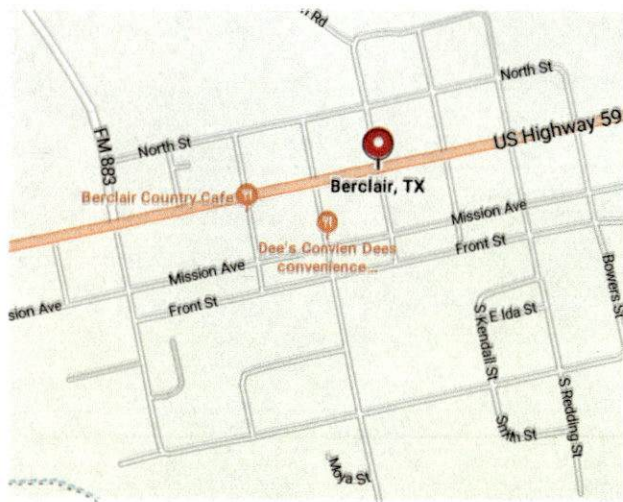 n Rd
North St
US Highway 59
FM 883
North St
Berclair, TX
Berclair Country Cafe
Mission Ave
Dee's Convien Dees
convenience...
Front St
Mission Ave
Bowers St
ssion Ave
Front St
E Ida St
S Kendall St
S Redding St
Smith St
Moya St